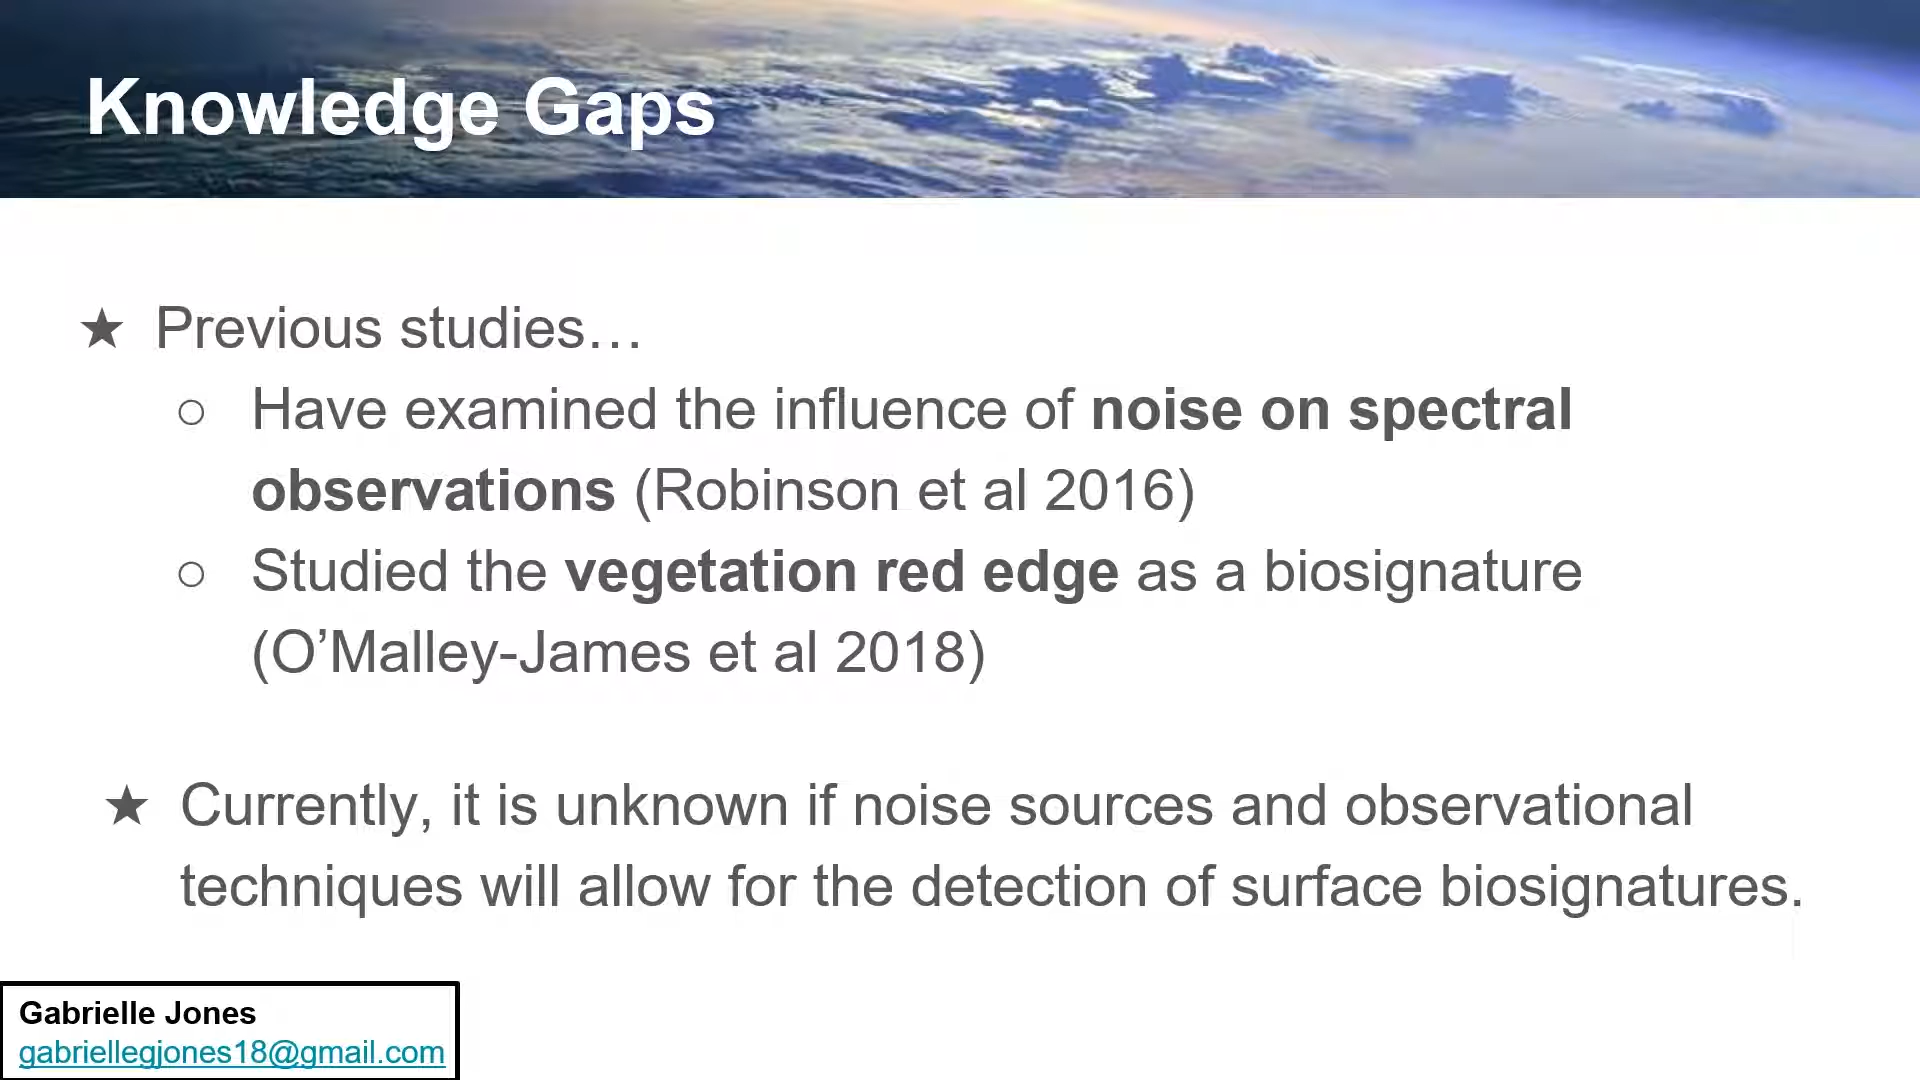 Knowledge Gaps
★ Previous studies…
○ Have examined the influence of noise on spectral
observations (Robinson et al 2016)
○ Studied the vegetation red edge as a biosignature
(O’Malley-James et al 2018)
★ Currently, it is unknown if noise sources and observational
techniques will allow for the detection of surface biosignatures.
Gabrielle Jones
gabriellegjones18@gmail.com